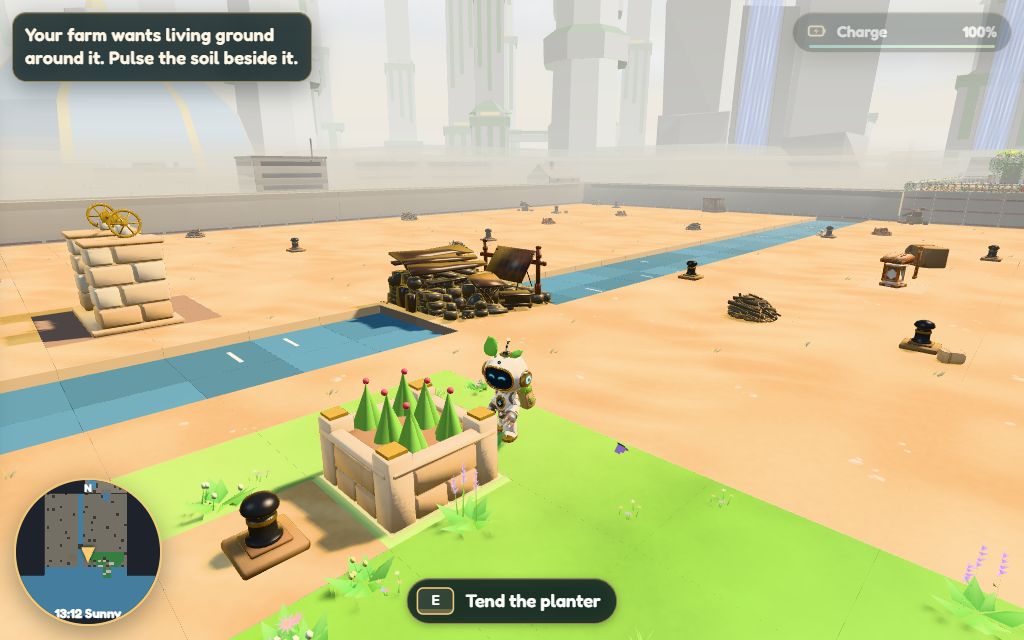 Your farm wants living ground
around it. Pulse the soil beside it.
Charge 100%
N
13:12 Sunny
E Tend the planter